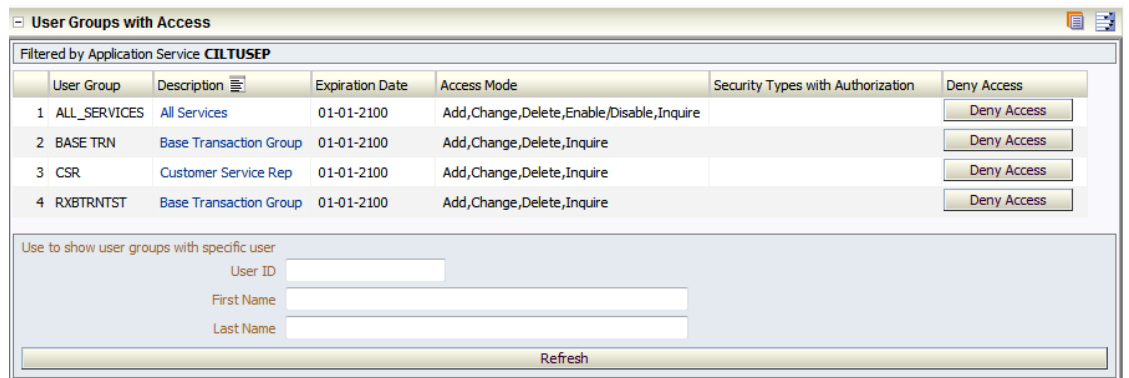 User Groups with Access
Filtered by Application Service CILTUSEP
User Group Description Expiration Date Access Mode Security Types with Authorization Deny Access
1 ALL_SERVICES All Services 01-01-2100 Add,Change,Delete,Enable/Disable,Inquire Deny Access
2 BASE TRN Base Transaction Group 01-01-2100 Add,Change,Delete,Inquire Deny Access
3 CSR Customer Service Rep 01-01-2100 Add,Change,Delete,Inquire Deny Access
4 RXBTRNTST Base Transaction Group 01-01-2100 Add,Change,Delete,Inquire Deny Access
Use to show user groups with specific user
User ID
First Name
Last Name
Refresh